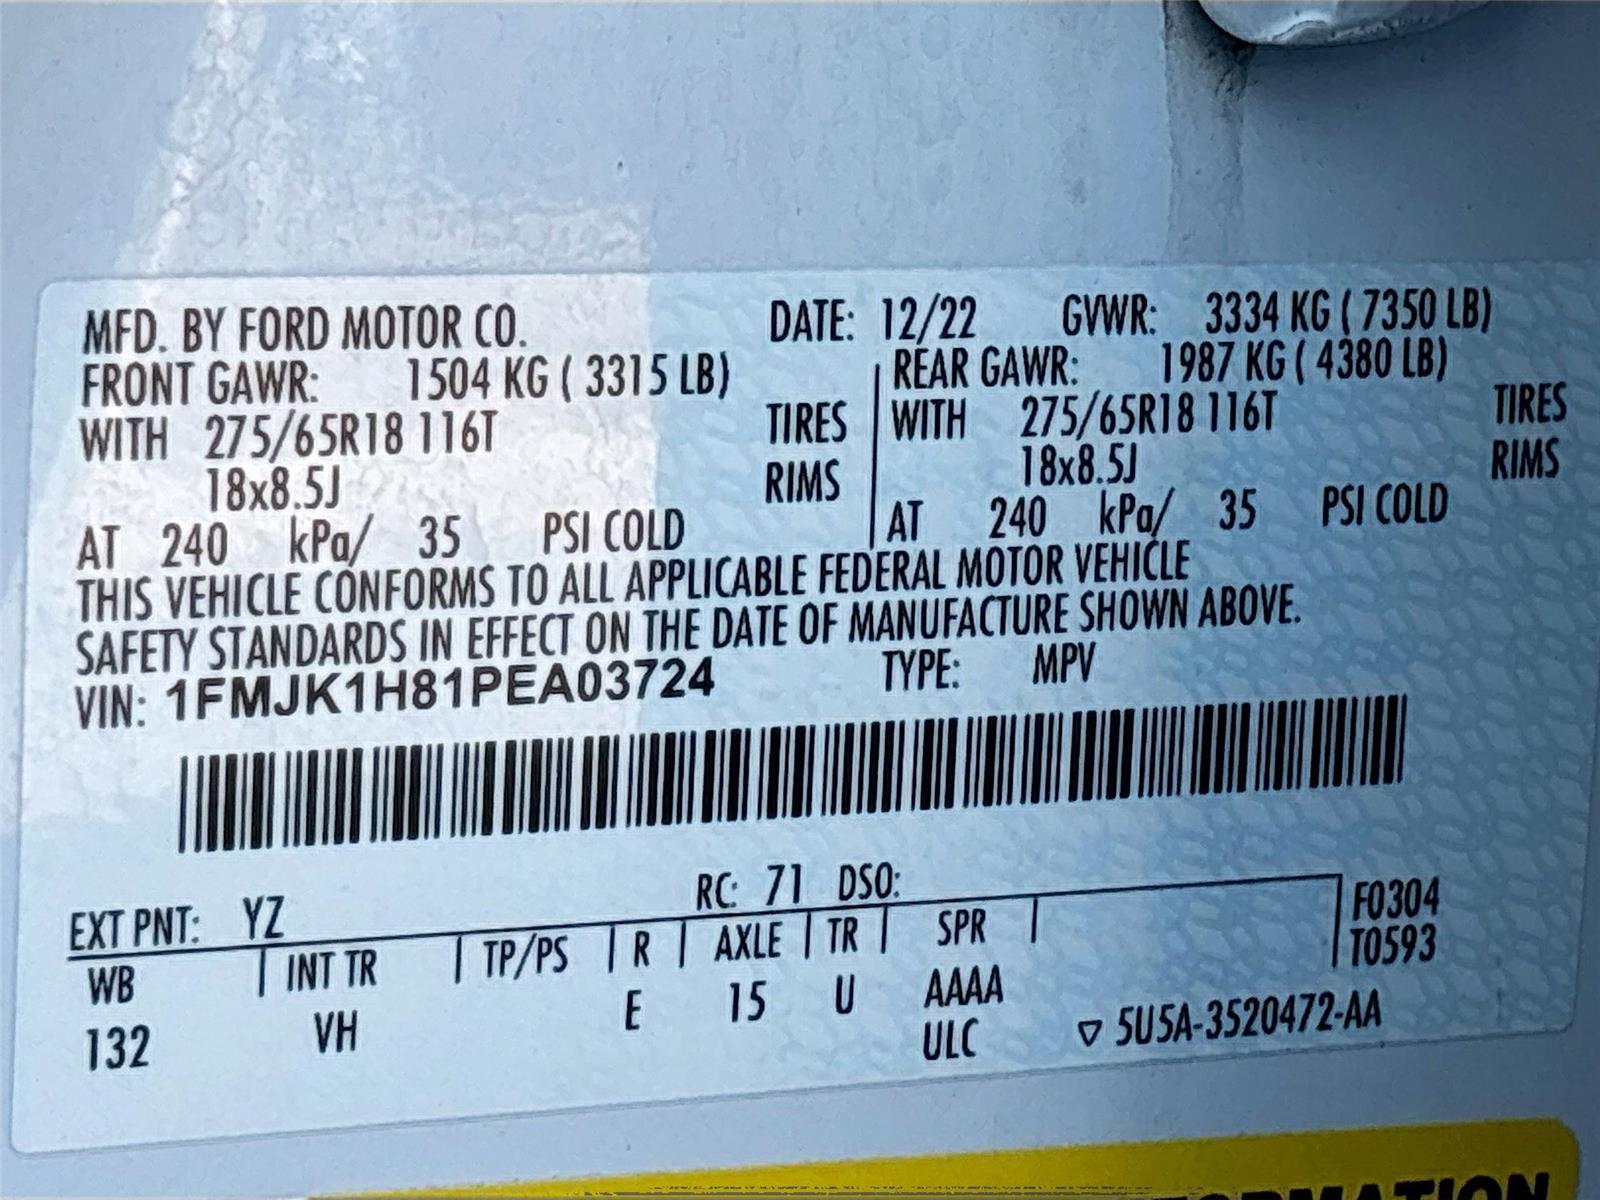 MFD. BY FORD MOTOR CO. DATE: 12/22 GVWR: 3334 KG ( 7350 LB)
FRONT GAWR: 1504 KG ( 3315 LB) REAR GAWR: 1987 KG ( 4380 LB)
WITH 275/65R18 116T TIRES WITH 275/65R18 116T TIRES
18x8.5J RIMS 18x8.5J RIMS
AT 240 kPa/ 35 PSI COLD AT 240 kPa/ 35 PSI COLD
THIS VEHICLE CONFORMS TO ALL APPLICABLE FEDERAL MOTOR VEHICLE
SAFETY STANDARDS IN EFFECT ON THE DATE OF MANUFACTURE SHOWN ABOVE.
VIN: 1FMJK1H81PEA03724 TYPE: MPV
EXT PNT: YZ RC: 71 DSO:
WB INT TR TP/PS R AXLE TR SPR F0304
T0593
132 VH E 15 U AAAA
ULC ▽ 5U5A-3520472-AA